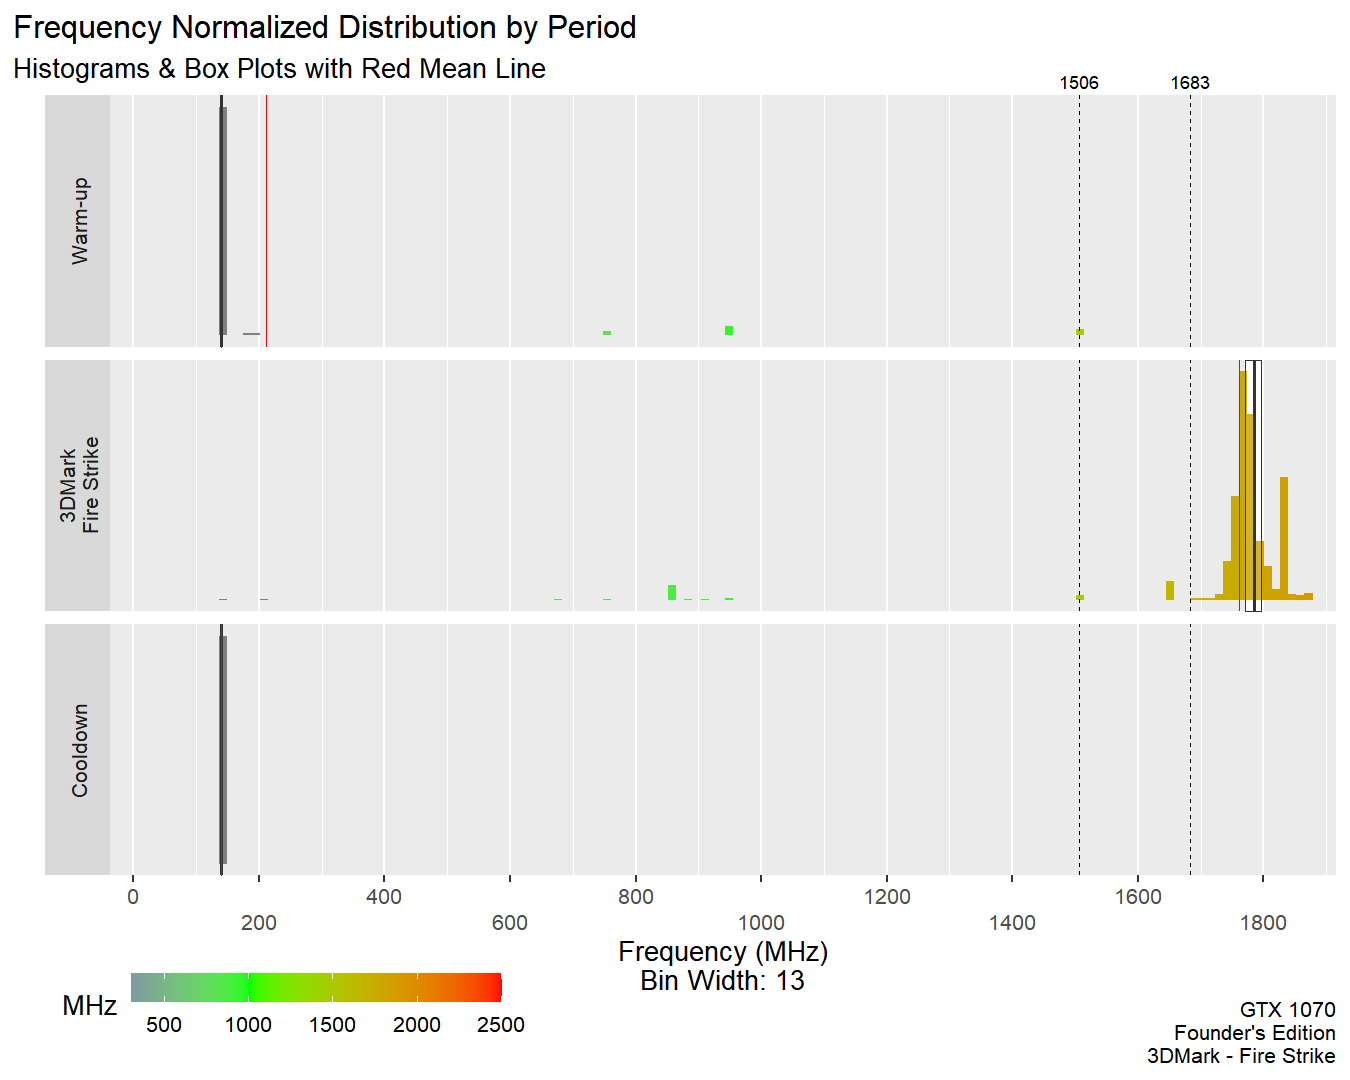 Frequency Normalized Distribution by Period
Histograms & Box Plots with Red Mean Line
1506 1683
Warm-up
3DMark
Fire Strike
Cooldown
0 400 800 1200 1600
200 600 1000 1400 1800
Frequency (MHz)
Bin Width: 13
MHz
500 1000 1500 2000 2500
GTX 1070
Founder's Edition
3DMark - Fire Strike